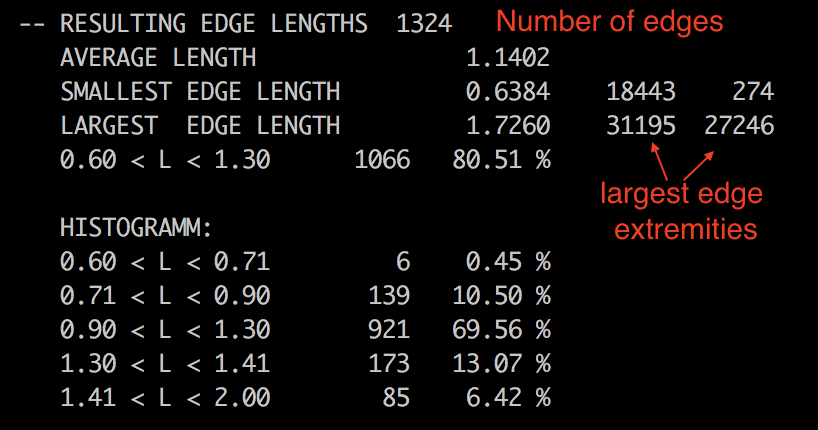 -- RESULTING EDGE LENGTHS  1324  Number of edges
AVERAGE LENGTH  1.1402
SMALLEST EDGE LENGTH  0.6384  18443  274
LARGEST  EDGE LENGTH  1.7260  31195  27246
0.60 < L < 1.30  1066  80.51 %
largest edge
extremities
HISTOGRAMM:
0.60 < L < 0.71  6  0.45 %
0.71 < L < 0.90  139  10.50 %
0.90 < L < 1.30  921  69.56 %
1.30 < L < 1.41  173  13.07 %
1.41 < L < 2.00  85  6.42 %